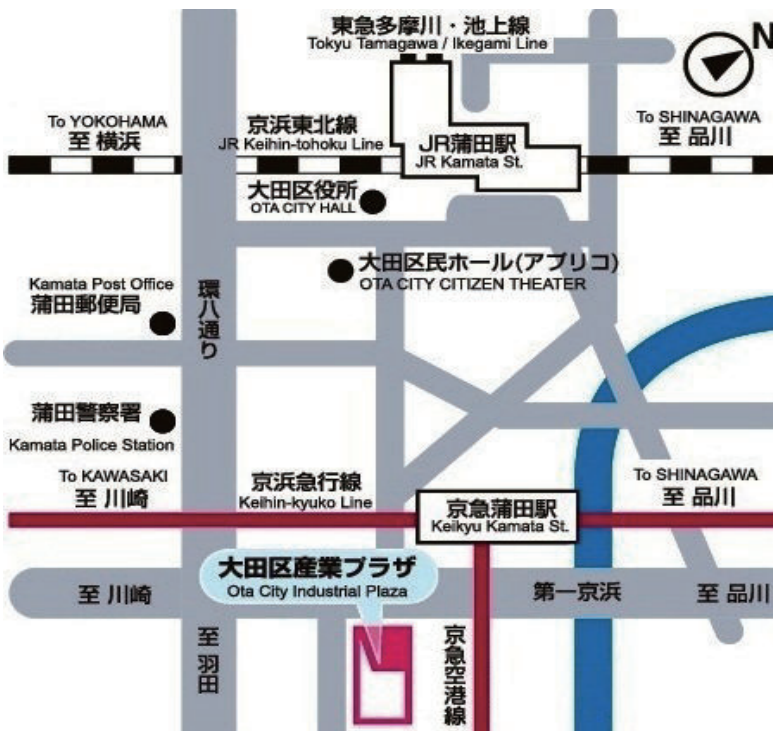 東急多摩川・池上線
Tokyu Tamagawa / Ikegami Line
N
To YOKOHAMA
至 横浜
京浜東北線
JR Keihin-tohoku Line
JR蒲田駅
JR Kamata St.
To SHINAGAWA
至 品川
大田区役所
OTA CITY HALL
大田区民ホール(アプリコ)
OTA CITY CITIZEN THEATER
Kamata Post Office
蒲田郵便局
環八通り
蒲田警察署
Kamata Police Station
To KAWASAKI
至 川崎
京浜急行線
Keihin-kyuko Line
京急蒲田駅
Keikyu Kamata St.
To SHINAGAWA
至 品川
大田区産業プラザ
Ota City Industrial Plaza
至 川崎
第一京浜
至 品川
至 羽田
京急空港線